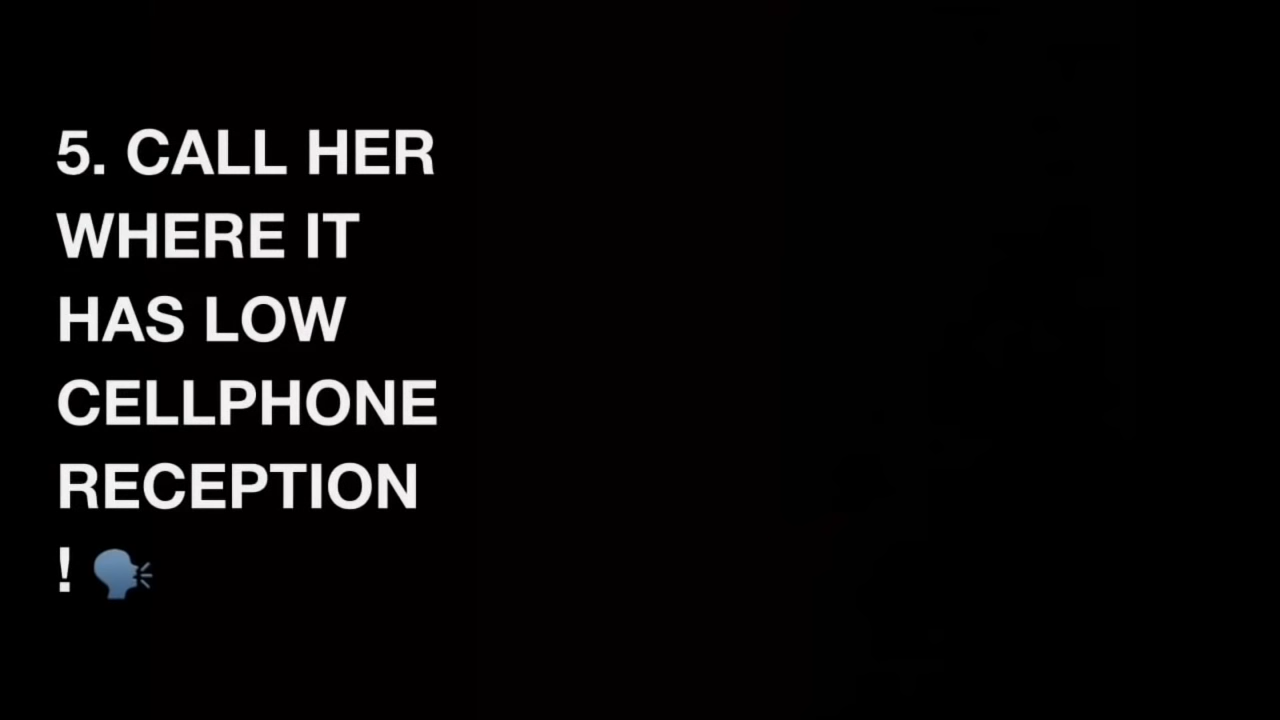 5. CALL HER
WHERE IT
HAS LOW
CELLPHONE
RECEPTION
! 🗣